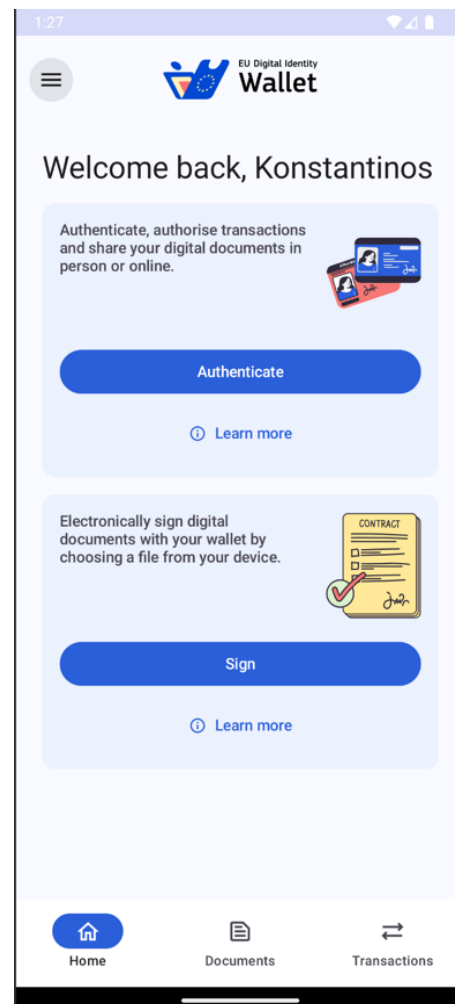 1:27
EU Digital Identity
Wallet
Welcome back, Konstantinos
Authenticate, authorise transactions
and share your digital documents in
person or online.
Authenticate
Learn more
Electronically sign digital
documents with your wallet by
choosing a file from your device.
CONTRACT
Sign
Learn more
Home
Documents
Transactions